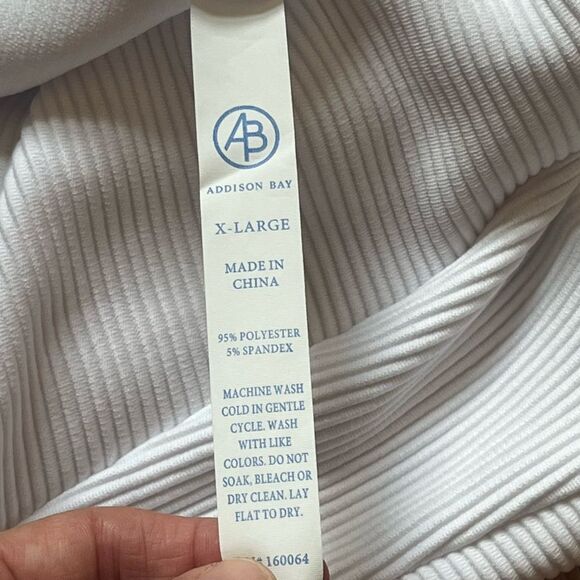 AB
ADDISON BAY
X-LARGE
MADE IN
CHINA
95% POLYESTER
5% SPANDEX
MACHINE WASH
COLD IN GENTLE
CYCLE. WASH
WITH LIKE
COLORS. DO NOT
SOAK, BLEACH OR
DRY CLEAN. LAY
FLAT TO DRY.
160064